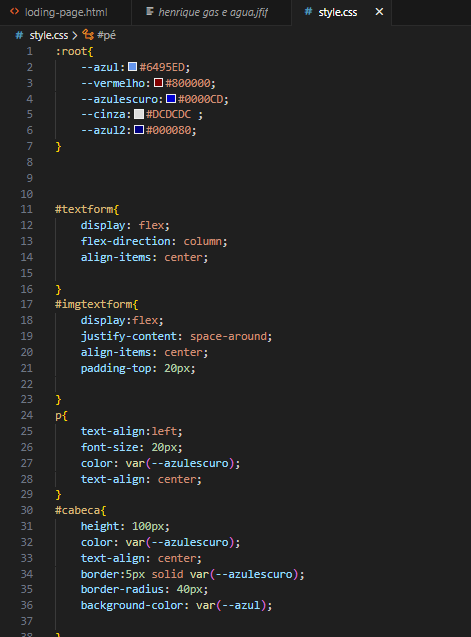 loding-page.html henrique gas e agua.jfif # style.css ×
# style.css > #pé
1 :root{
2 --azul:#6495ED;
3 --vermelho:#800000;
4 --azulescuro:#0000CD;
5 --cinza:#DCDCDC ;
6 --azul2:#000080;
7 }
8
9
10
11 #textform{
12 display: flex;
13 flex-direction: column;
14 align-items: center;
15
16 }
17 #imgtextform{
18 display:flex;
19 justify-content: space-around;
20 align-items: center;
21 padding-top: 20px;
22
23 }
24 p{
25 text-align:left;
26 font-size: 20px;
27 color: var(--azulescuro);
28 text-align: center;
29 }
30 #cabeca{
31 height: 100px;
32 color: var(--azulescuro);
33 text-align: center;
34 border:5px solid var(--azulescuro);
35 border-radius: 40px;
36 background-color: var(--azul);
37
38 }